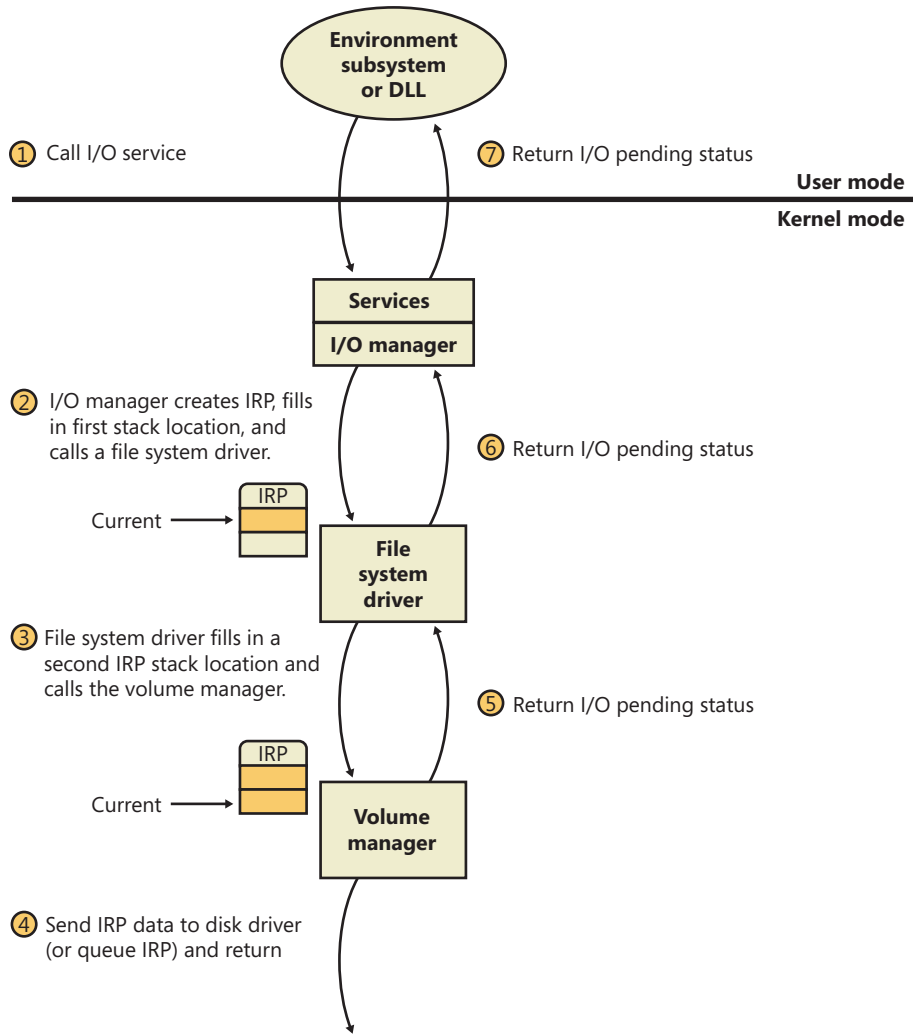 Environment
subsystem
or DLL
1 Call I/O service
7 Return I/O pending status
User mode
Kernel mode
Services
I/O manager
2 I/O manager creates IRP, fills
in first stack location, and
calls a file system driver.
6 Return I/O pending status
IRP
Current
File
system
driver
3 File system driver fills in a
second IRP stack location and
calls the volume manager.
5 Return I/O pending status
IRP
Current
Volume
manager
4 Send IRP data to disk driver
(or queue IRP) and return